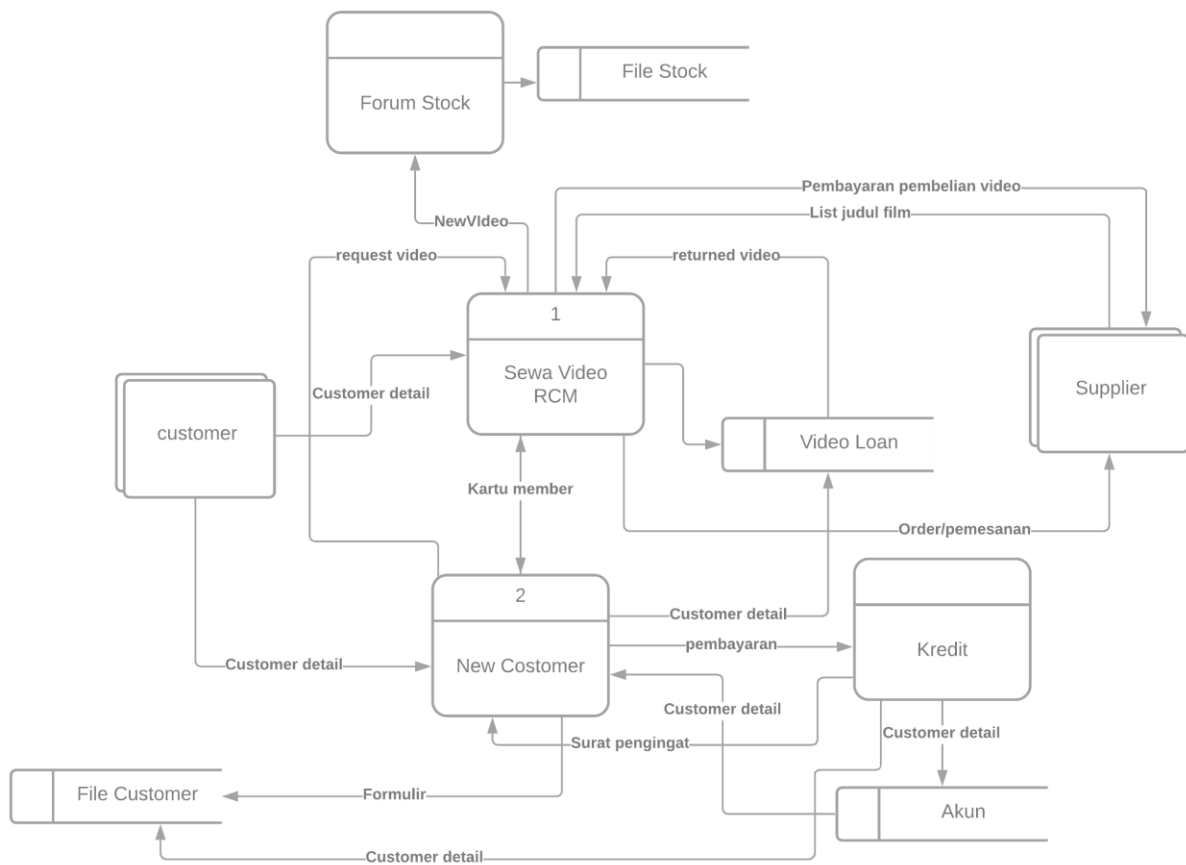 File Stock
Forum Stock
Pembayaran pembelian video
List judul film
NewVIdeo
request video
returned video
1
Sewa Video
RCM
Customer detail
Supplier
customer
Video Loan
Kartu member
Order/pemesanan
2
Customer detail
pembayaran
Kredit
New Costomer
Customer detail
Customer detail
Customer detail
Surat pengingat
File Customer
Formulir
Akun
Customer detail